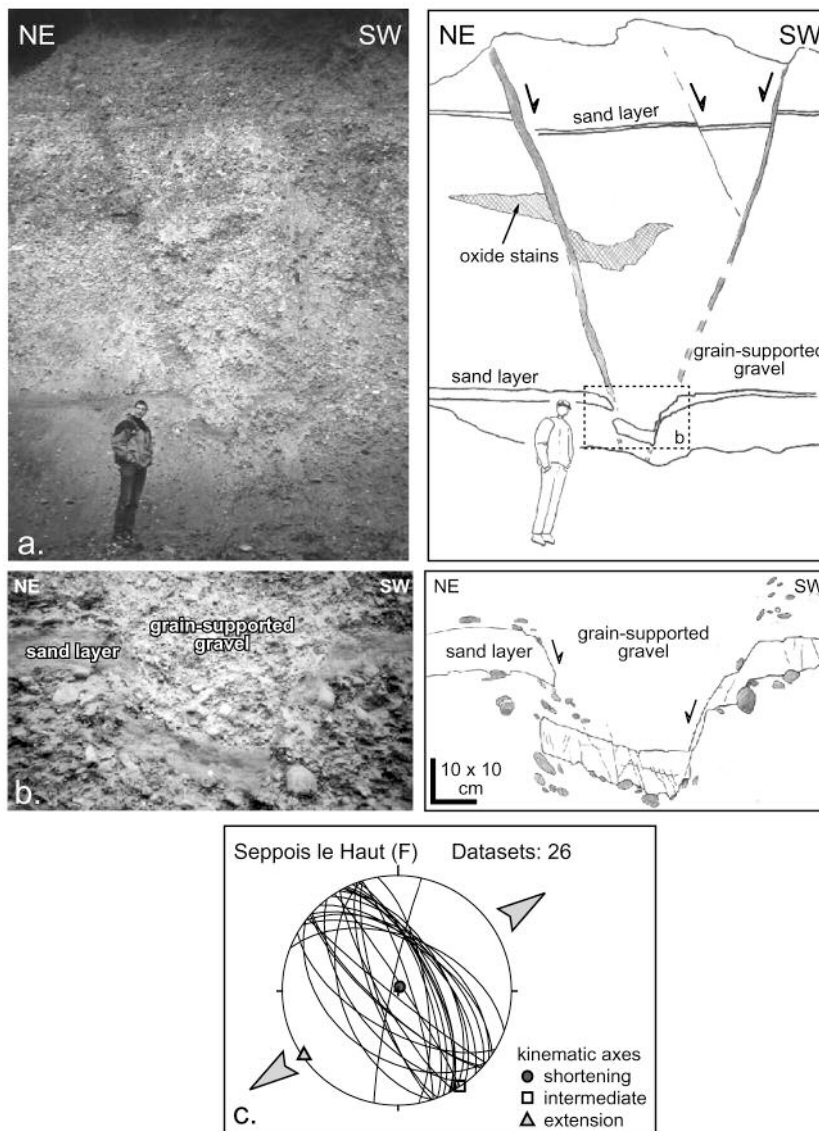 NE SW
a.
NE SW
sand layer
oxide stains
grain-supported
gravel
sand layer
b
NE SW
grain-supported
gravel
sand layer
b.
NE SW
grain-supported
gravel
sand layer
10 x 10
cm
Seppois le Haut (F) Datasets: 26
kinematic axes
shortening
intermediate
extension
c.